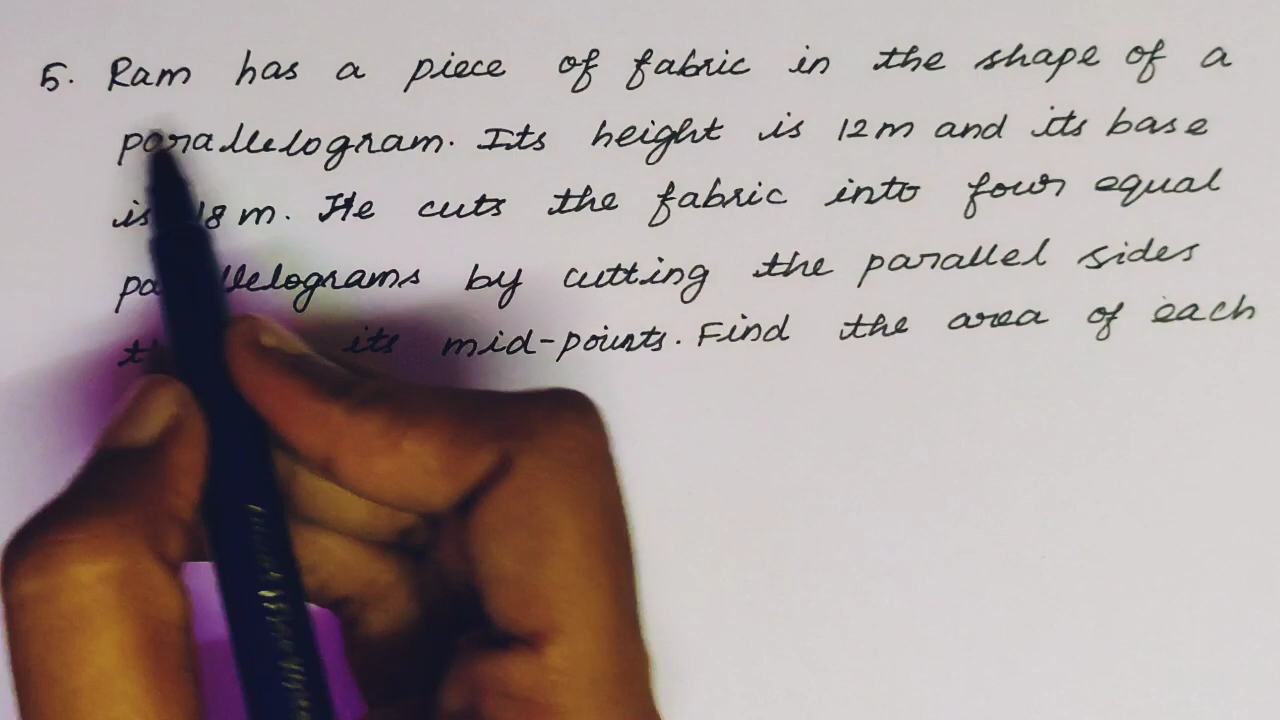 5. Ram has a piece of fabric in the shape of a
parallelogram. Its height is 12m and its base
is 18 m. He cuts the fabric into four equal
parallelograms by cutting the parallel sides
its mid-points. Find the area of each